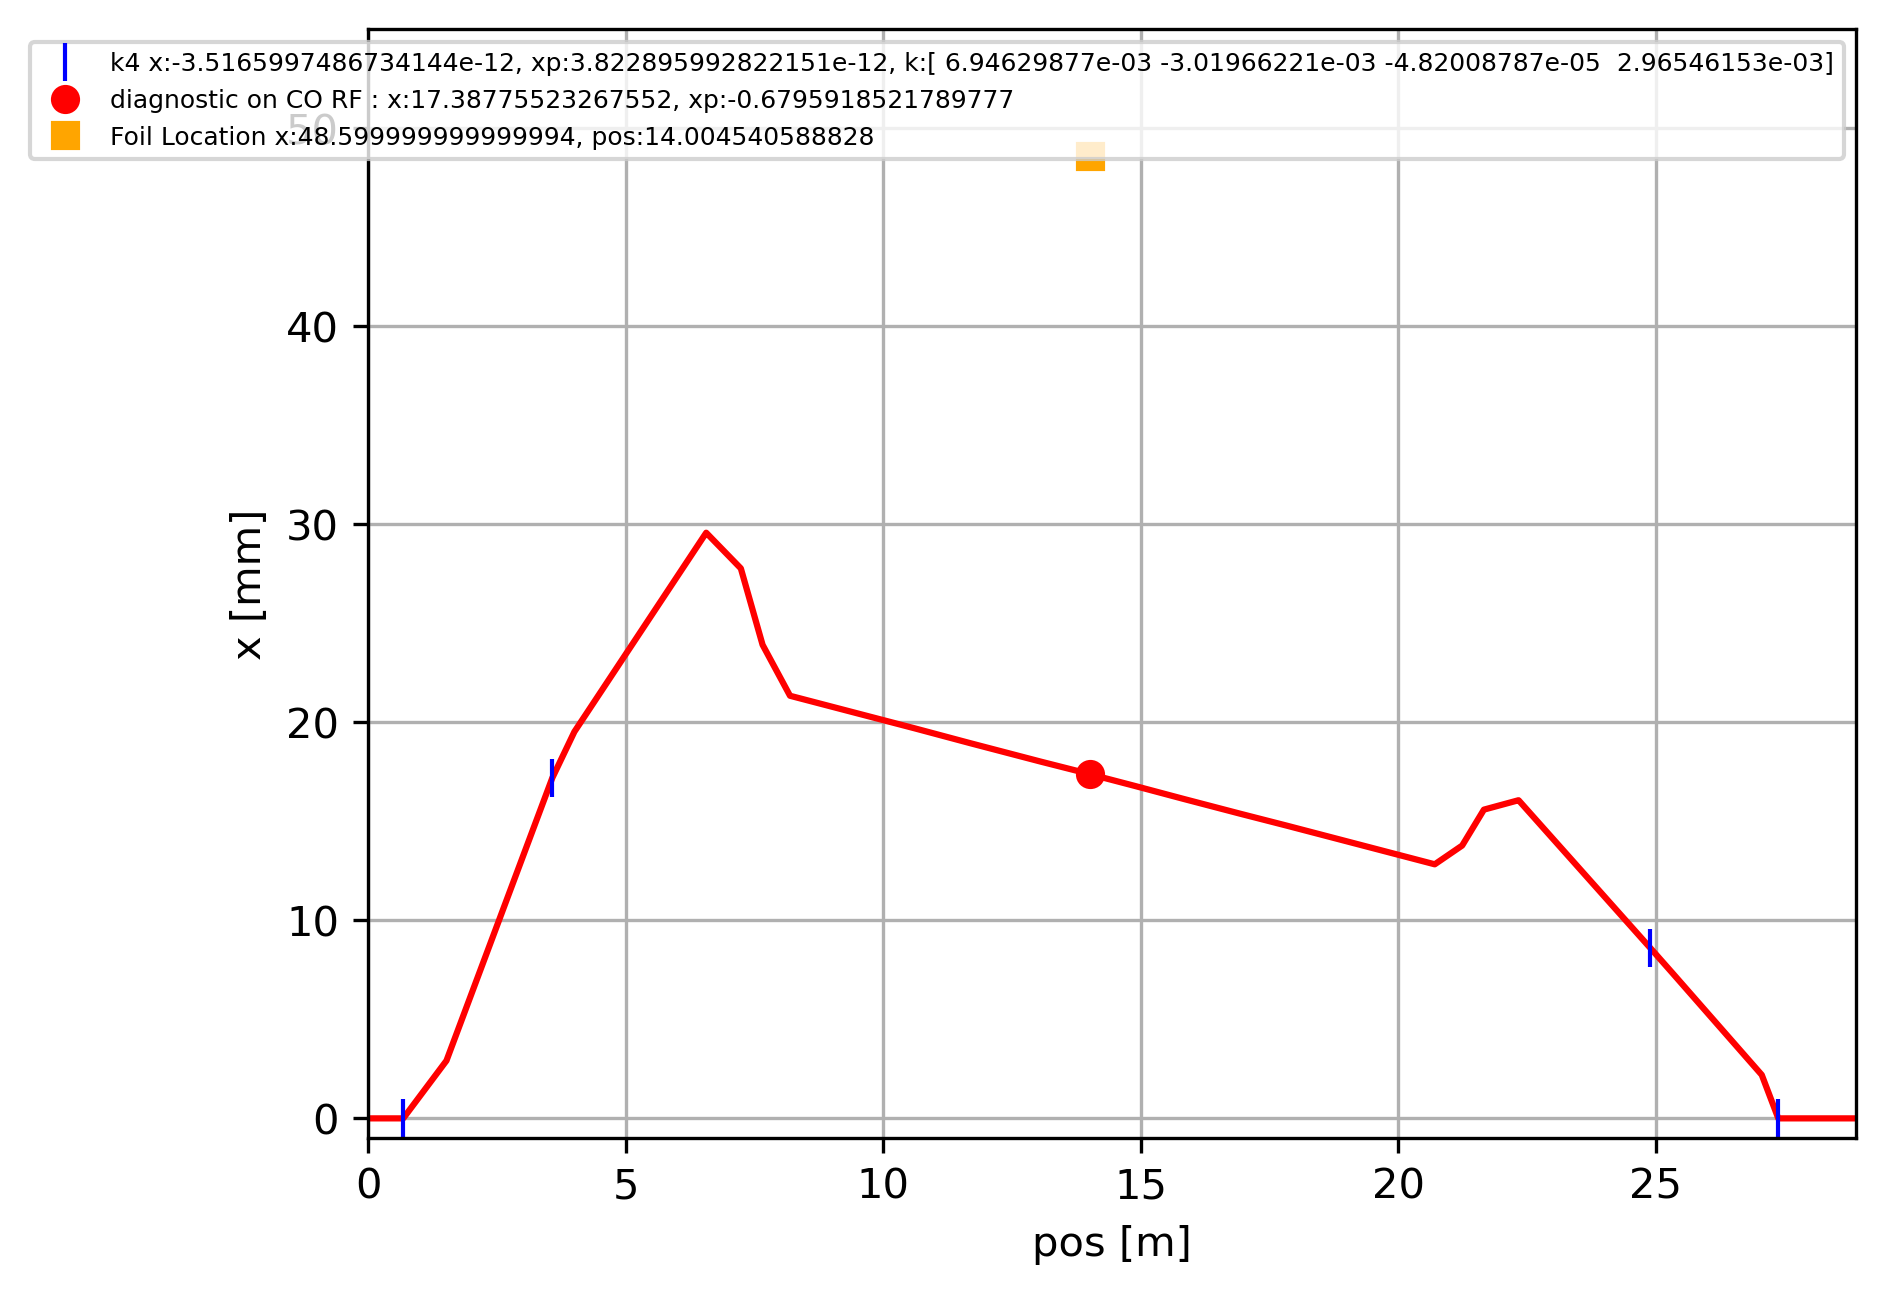 k4 x:-3.5165997486734144e-12, xp:3.822895992822151e-12, k:[ 6.94629877e-03 -3.01966221e-03 -4.82008787e-05  2.96546153e-03]
diagnostic on CO RF : x:17.38775523267552, xp:-0.6795918521789777
Foil Location x:48.599999999999994, pos:14.004540588828
50
40
30
20
10
0
x [mm]
0 5 10 15 20 25
pos [m]